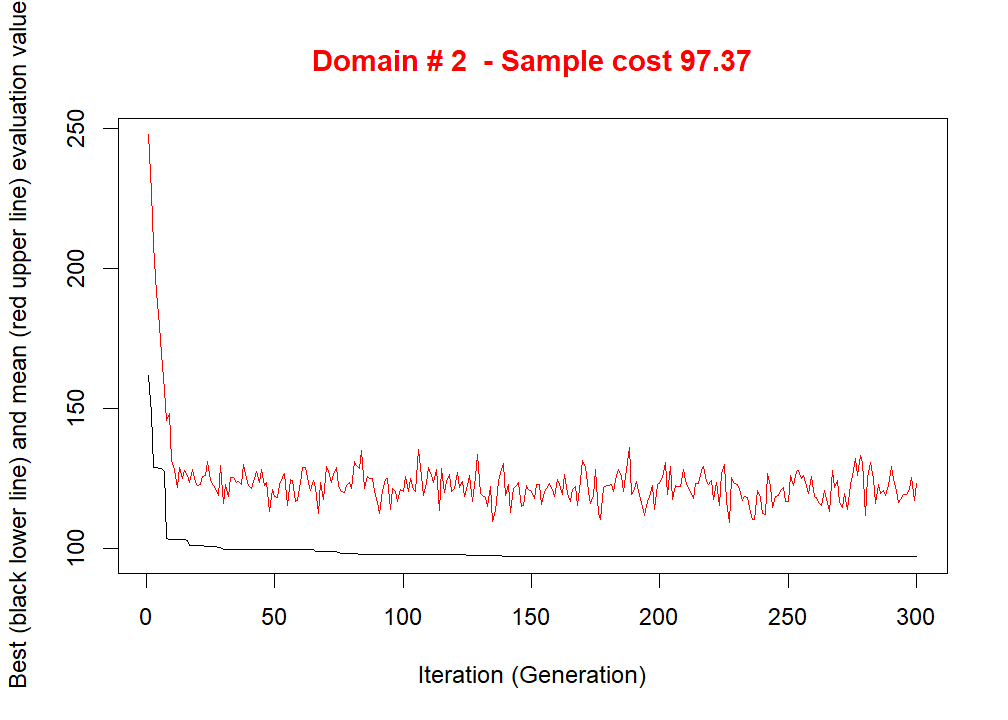 Domain # 2  - Sample cost 97.37
Best (black lower line) and mean (red upper line) evaluation value
250
200
150
100
0 50 100 150 200 250 300
Iteration (Generation)